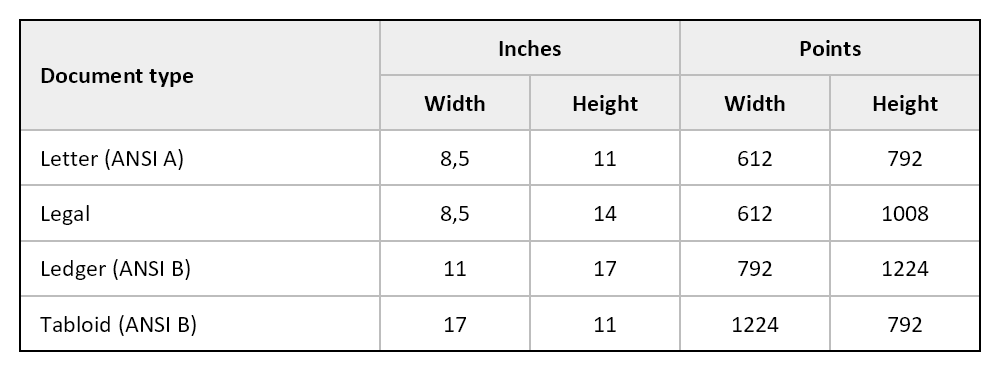 Document type Inches Points
Width Height Width Height
Letter (ANSI A) 8,5 11 612 792
Legal 8,5 14 612 1008
Ledger (ANSI B) 11 17 792 1224
Tabloid (ANSI B) 17 11 1224 792